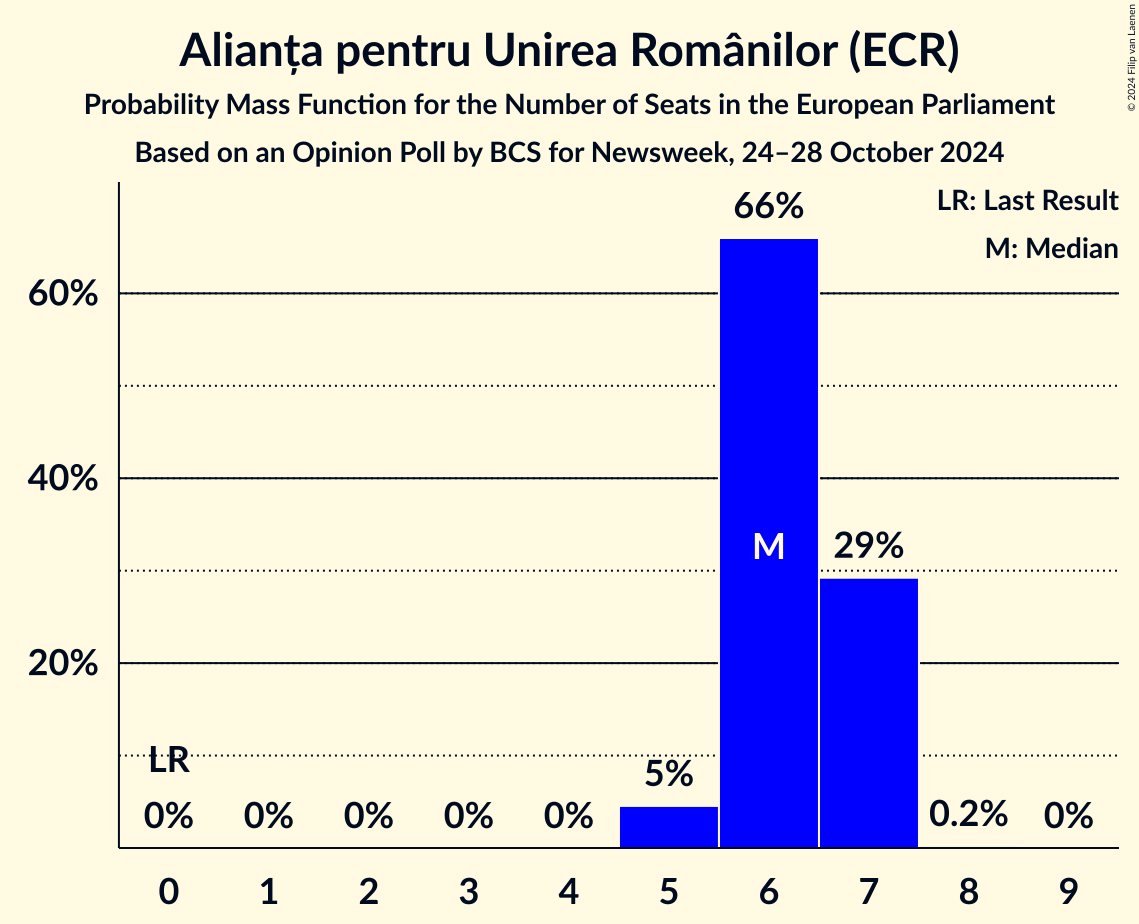 Alianța pentru Unirea Românilor (ECR)
Probability Mass Function for the Number of Seats in the European Parliament
Based on an Opinion Poll by BCS for Newsweek, 24–28 October 2024
© 2024 Filip van Laenen
LR: Last Result
M: Median
66%
60%
40%
M
29%
20%
LR
5%
0% 0% 0% 0% 0% 0.2% 0%
0 1 2 3 4 5 6 7 8 9